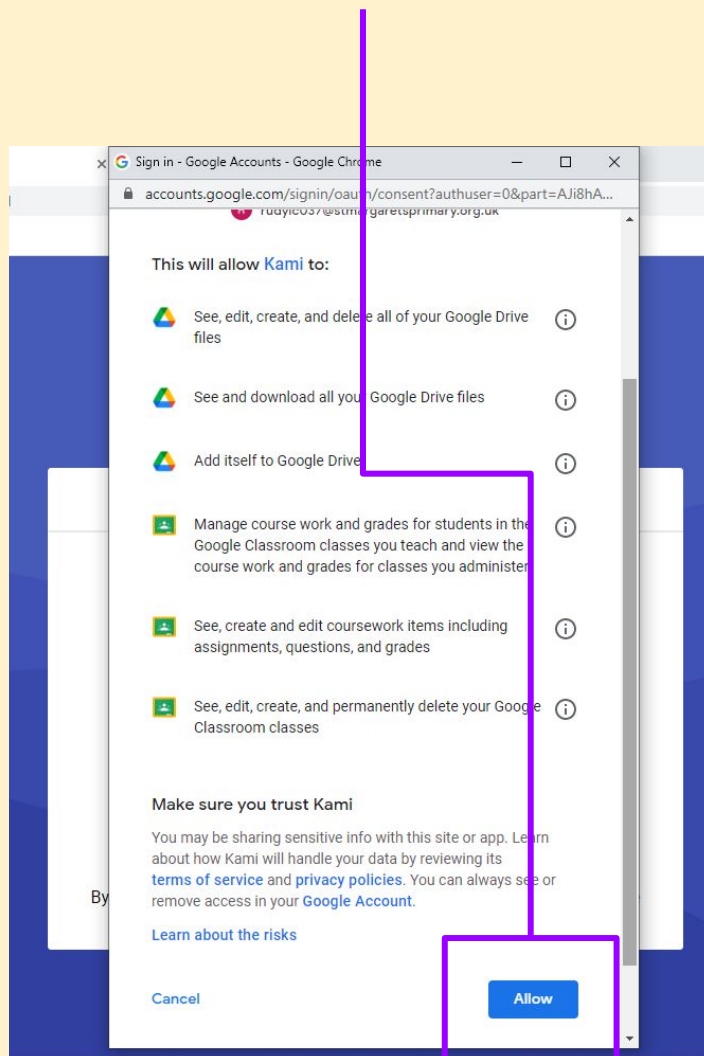 Sign in - Google Accounts - Google Chrome
accounts.google.com/signin/oauth/consent?authuser=0&part=AJi8hA...
rudylc037@stmargaretsprimary.org.uk
This will allow Kami to:
See, edit, create, and delete all of your Google Drive
files
See and download all your Google Drive files
Add itself to Google Drive
Manage course work and grades for students in the
Google Classroom classes you teach and view the
course work and grades for classes you administer
See, create and edit coursework items including
assignments, questions, and grades
See, edit, create, and permanently delete your Google
Classroom classes
Make sure you trust Kami
You may be sharing sensitive info with this site or app. Learn
about how Kami will handle your data by reviewing its
terms of service and privacy policies. You can always see or
remove access in your Google Account.
By
Learn about the risks
Cancel
Allow